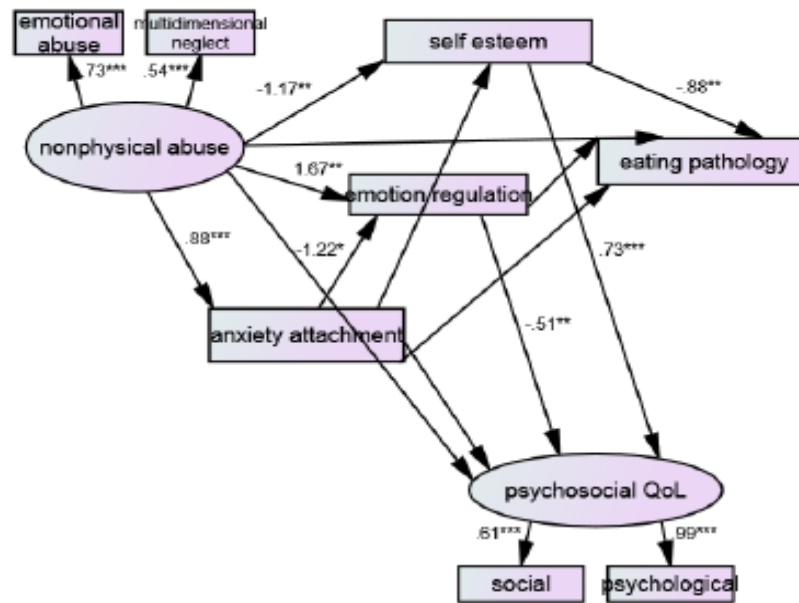 emotional
abuse
multidimensional
neglect
self esteem
.73***
.54***
-1.17**
-.88**
nonphysical abuse
eating pathology
1.67**
emotion regulation
.88***
-1.22*
.73***
anxiety attachment
-.51**
psychosocial QoL
.61***
.99***
social
psychological